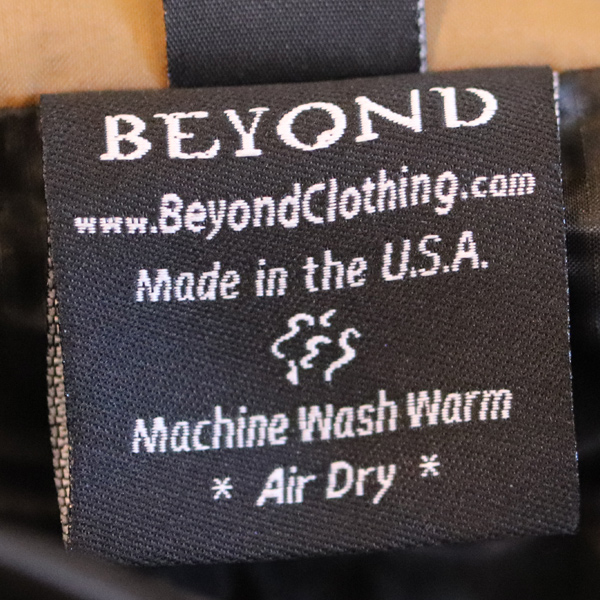 BEYOND
www.BeyondClothing.com
Made in the U.S.A.
Machine Wash Warm
* Air Dry *